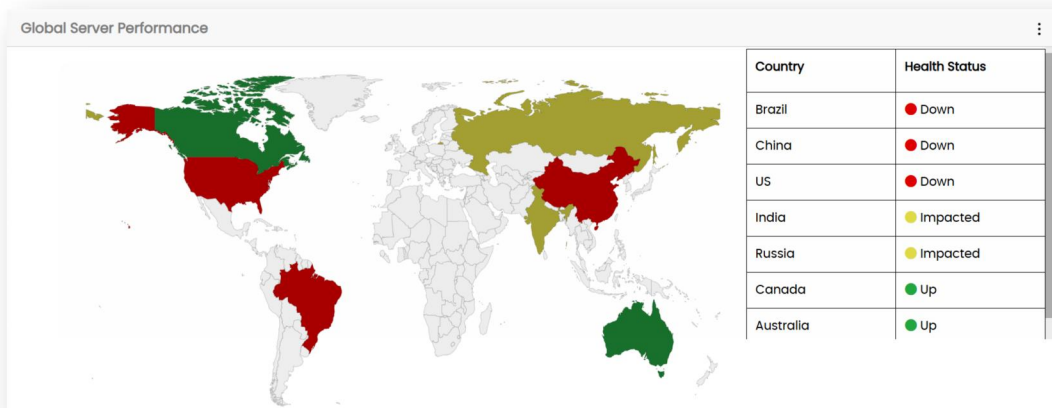 Global Server Performance
Country Health Status
Brazil Down
China Down
US Down
India Impacted
Russia Impacted
Canada Up
Australia Up